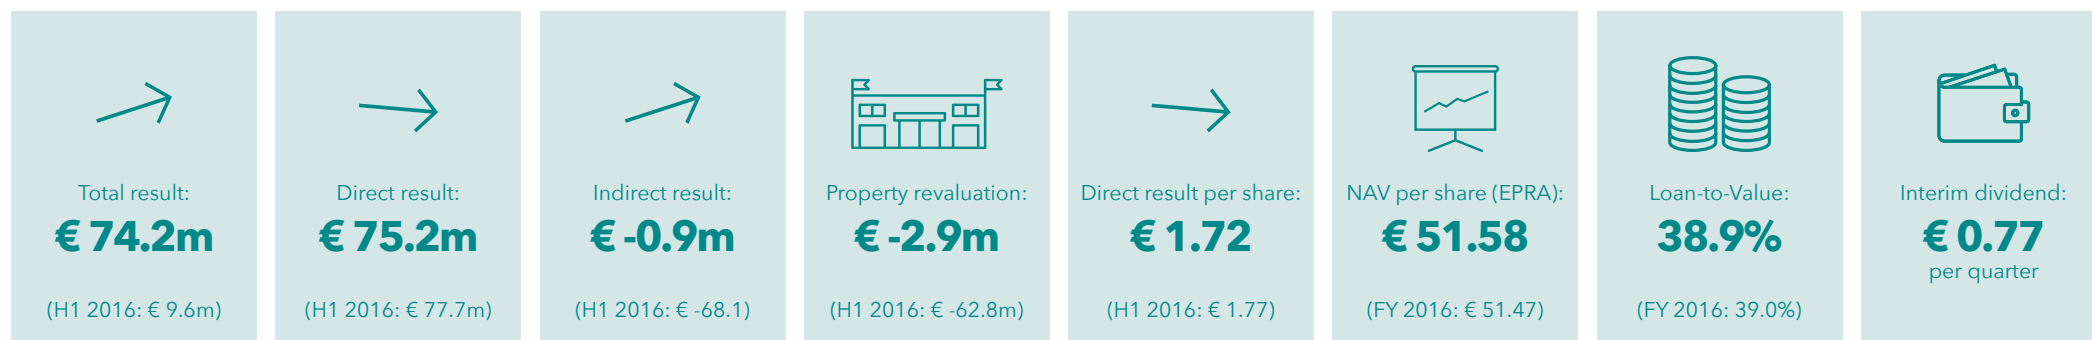 Total result:
€ 74.2m
(H1 2016: € 9.6m)
Direct result:
€ 75.2m
(H1 2016: € 77.7m)
Indirect result:
€ -0.9m
(H1 2016: € -68.1)
Property revaluation:
€ -2.9m
(H1 2016: € -62.8m)
Direct result per share:
€ 1.72
(H1 2016: € 1.77)
NAV per share (EPRA):
€ 51.58
(FY 2016: € 51.47)
Loan-to-Value:
38.9%
(FY 2016: 39.0%)
Interim dividend:
€ 0.77
per quarter